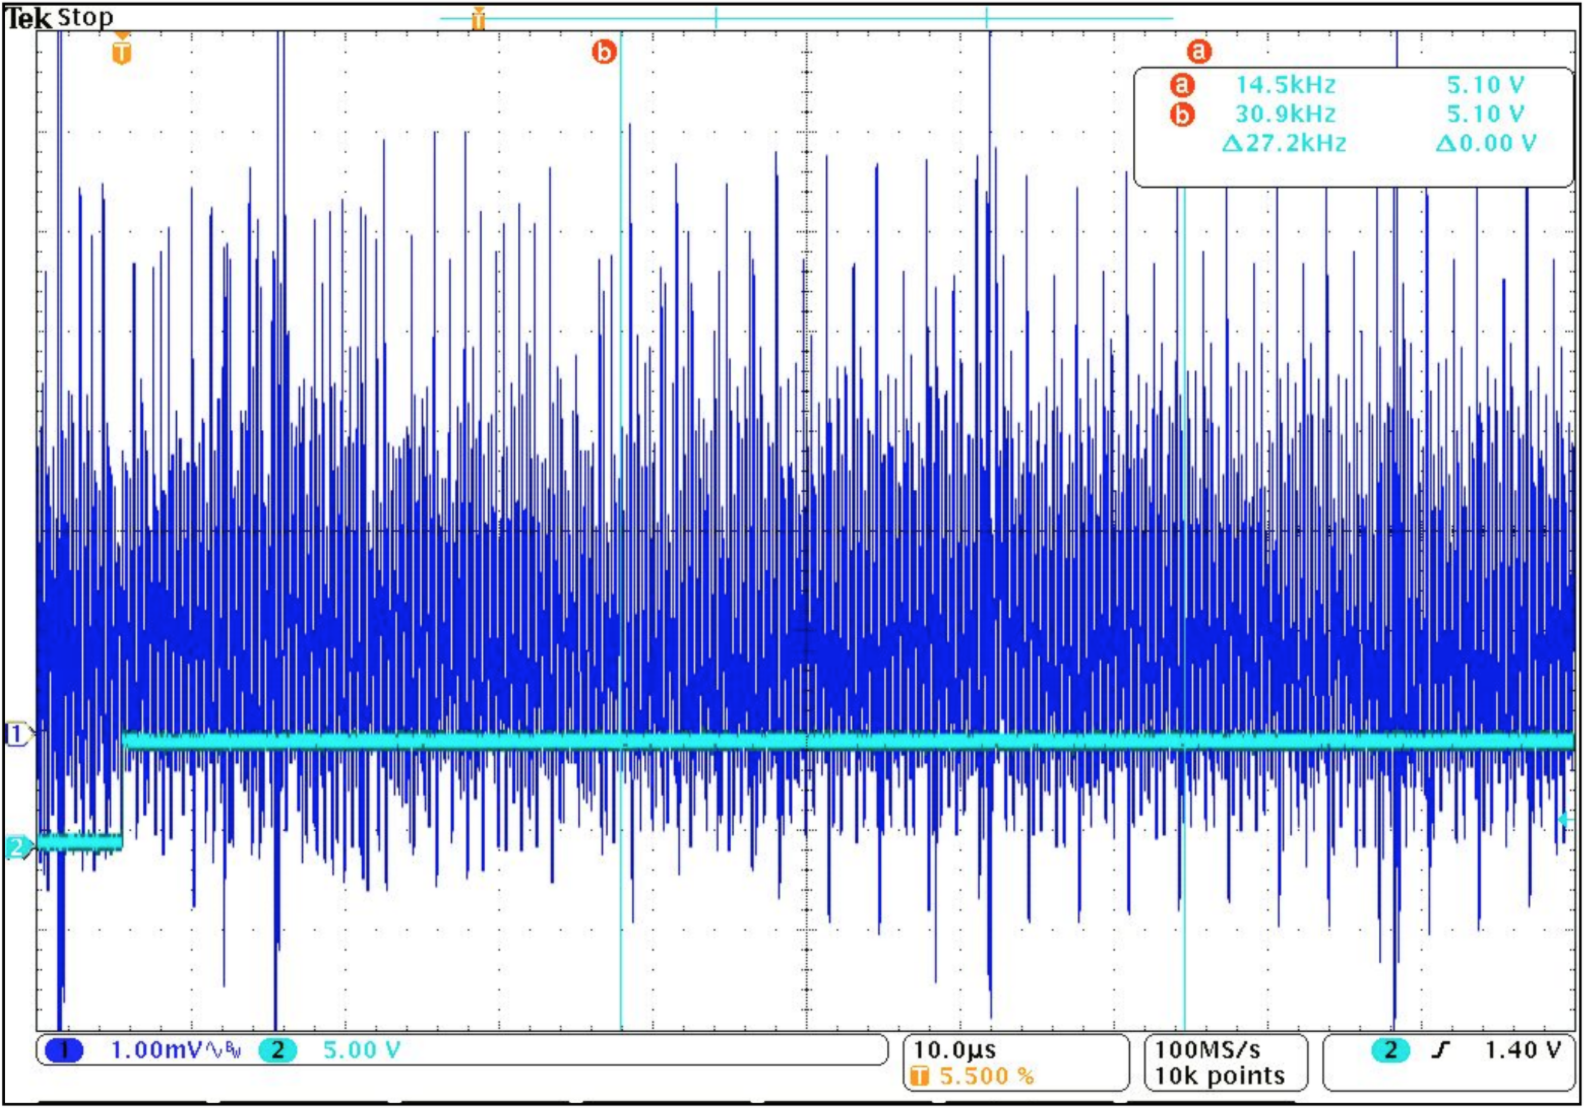 Tek Stop
T
T b a
a 14.5kHz 5.10 V
b 30.9kHz 5.10 V
Δ27.2kHz Δ0.00 V
1
2
1 1.00mV∿BW 2 5.00 V
10.0μs
T 5.500 %
100MS/s
10k points
2 ƒ 1.40 V